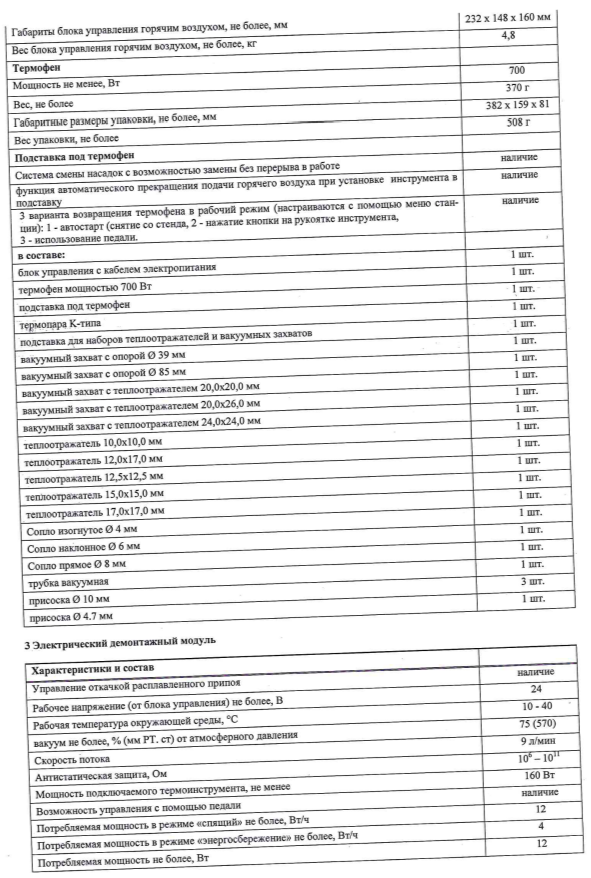 Габариты блока управления горячим воздухом, не более, мм 232 x 148 x 160 мм
Вес блока управления горячим воздухом, не более, кг 4,8
Термофен
Мощность не менее, Вт 700
Вес, не более 370 г
Габаритные размеры упаковки, не более, мм 382 x 159 x 81
Вес упаковки, не более 508 г
Подставка под термофен
Система смены насадок с возможностью замены без перерыва в работе наличие
функция автоматического прекращения подачи горячего воздуха при установке инструмента в наличие
подставку
3 варианта возвращения термофена в рабочий режим (настраиваются с помощью меню стан- наличие
ции): 1 - автостарт (снятие со стенда, 2 - нажатие кнопки на рукоятке инструмента,
3 - использование педали.
в составе:
блок управления с кабелем электропитания 1 шт.
термофен мощностью 700 Вт 1 шт.
подставка под термофен 1 шт.
термопара К-типа 1 шт.
подставка для наборов теплоотражателей и вакуумных захватов 1 шт.
вакуумный захват с опорой Ø 39 мм 1 шт.
вакуумный захват с опорой Ø 85 мм 1 шт.
вакуумный захват с теплоотражателем 20,0х20,0 мм 1 шт.
вакуумный захват с теплоотражателем 20,0х26,0 мм 1 шт.
вакуумный захват с теплоотражателем 24,0х24,0 мм 1 шт.
теплоотражатель 10,0х10,0 мм 1 шт.
теплоотражатель 12,0х17,0 мм 1 шт.
теплоотражатель 12,5х12,5 мм 1 шт.
теплоотражатель 15,0х15,0 мм 1 шт.
теплоотражатель 17,0х17,0 мм 1 шт.
Сопло изогнутое Ø 4 мм 1 шт.
Сопло наклонное Ø 6 мм 1 шт.
Сопло прямое Ø 8 мм 1 шт.
трубка вакуумная 1 шт.
присоска Ø 10 мм 3 шт.
присоска Ø 4.7 мм 1 шт.
3 Электрический демонтажный модуль
Характеристики и состав
Управление откачкой расплавленного припоя наличие
Рабочее напряжение (от блока управления) не более, В 24
Рабочая температура окружающей среды, °C 10 - 40
вакуум не более, % (мм РТ. ст) от атмосферного давления 75 (570)
Скорость потока 9 л/мин
Антистатическая защита, Ом 10⁶ – 10¹¹
Мощность подключаемого термоинструмента, не менее 160 Вт
Возможность управления с помощью педали наличие
Потребляемая мощность в режиме «спящий» не более, Вт/ч 12
Потребляемая мощность в режиме «энергосбережение» не более, Вт/ч 4
Потребляемая мощность не более, Вт 12